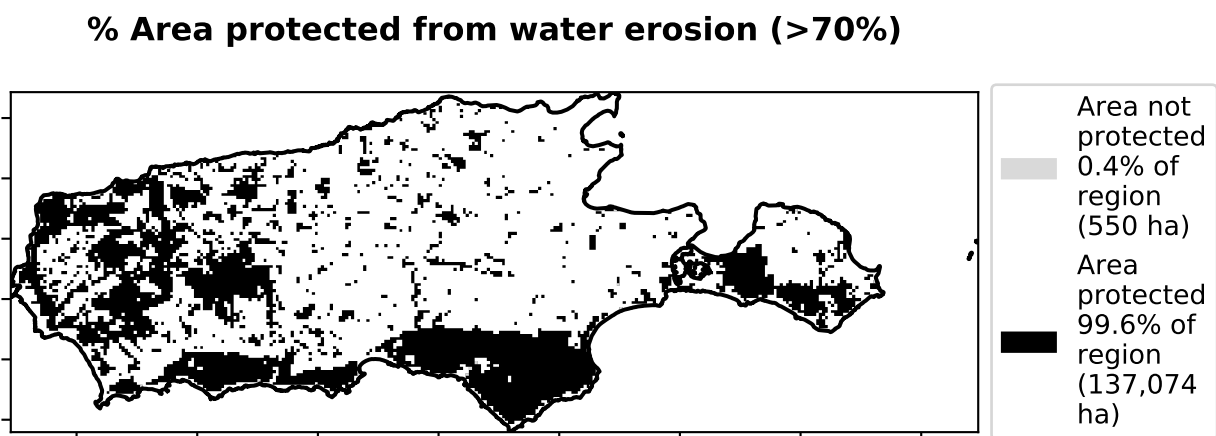 % Area protected from water erosion (>70%)
Area not
protected
0.4% of
region
(550 ha)
Area
protected
99.6% of
region
(137,074
ha)